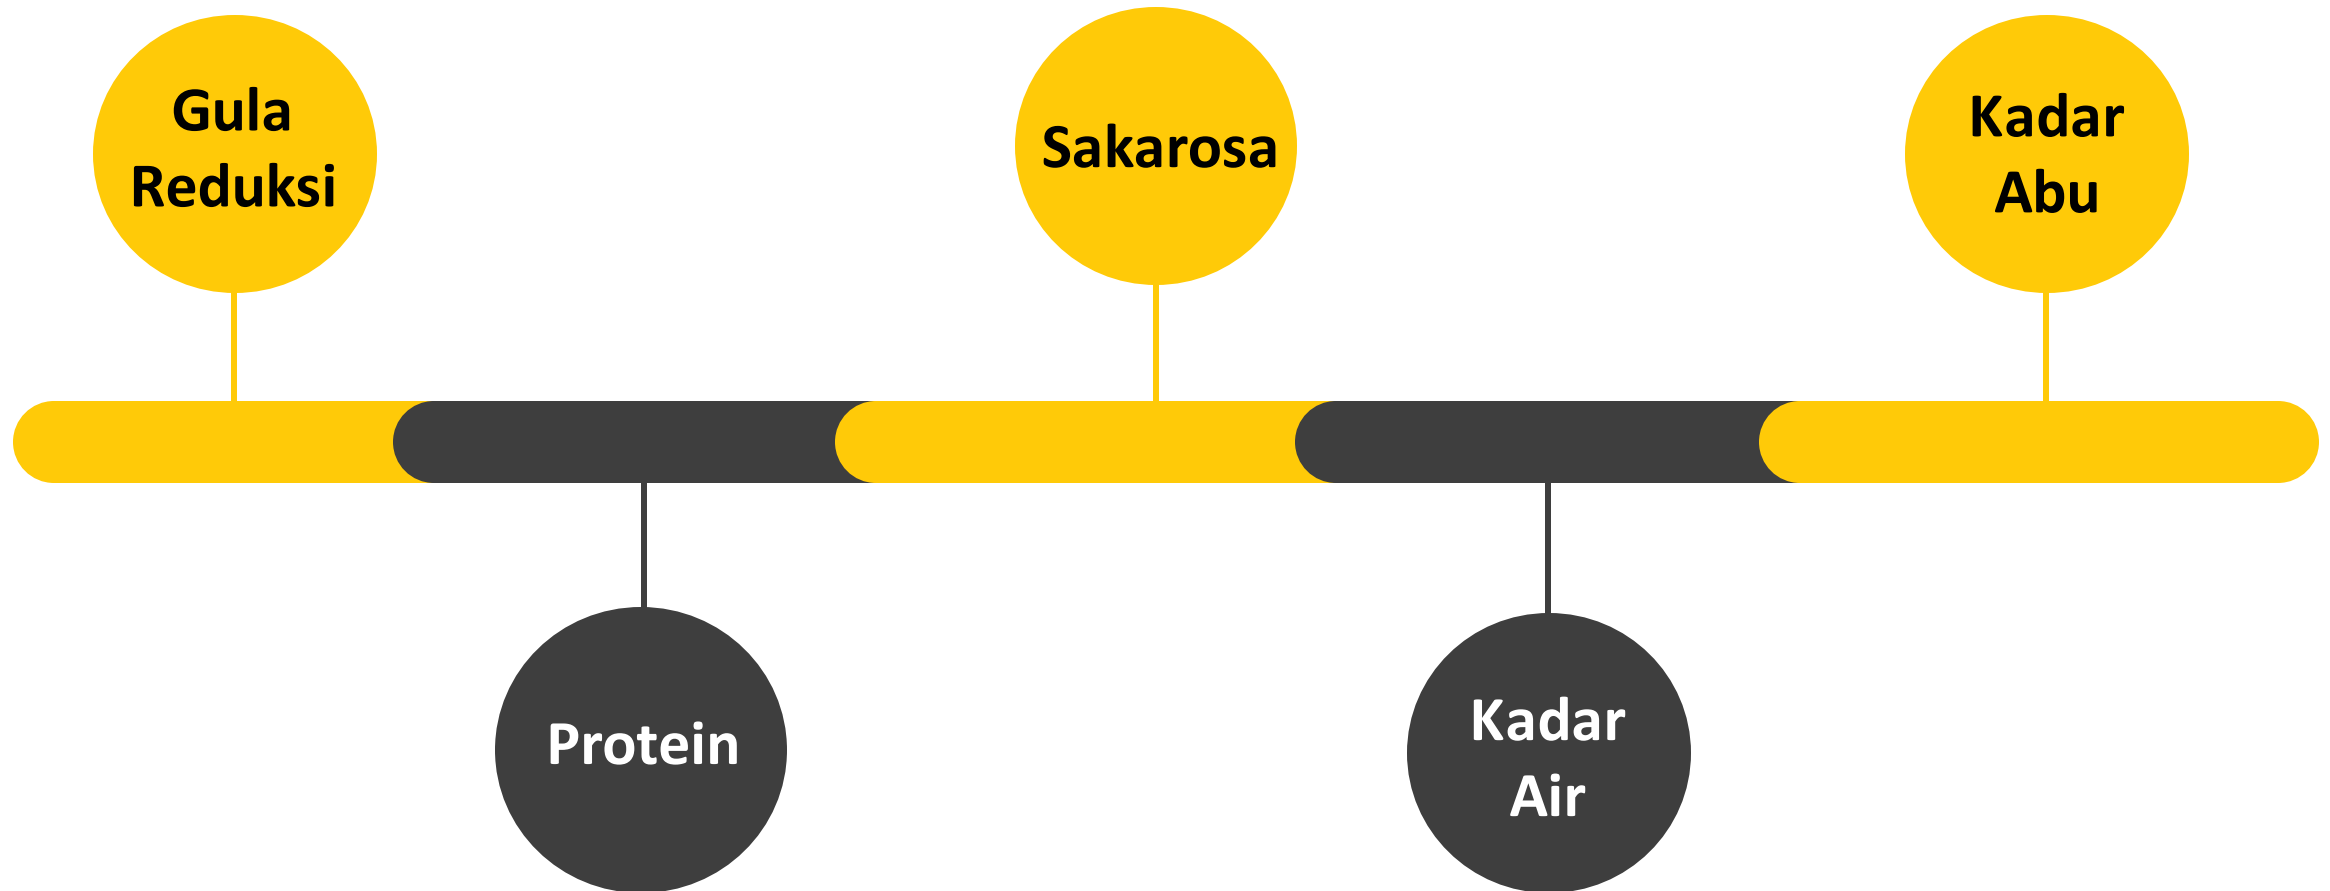 Gula
Reduksi
Protein
Sakarosa
Kadar
Air
Kadar
Abu